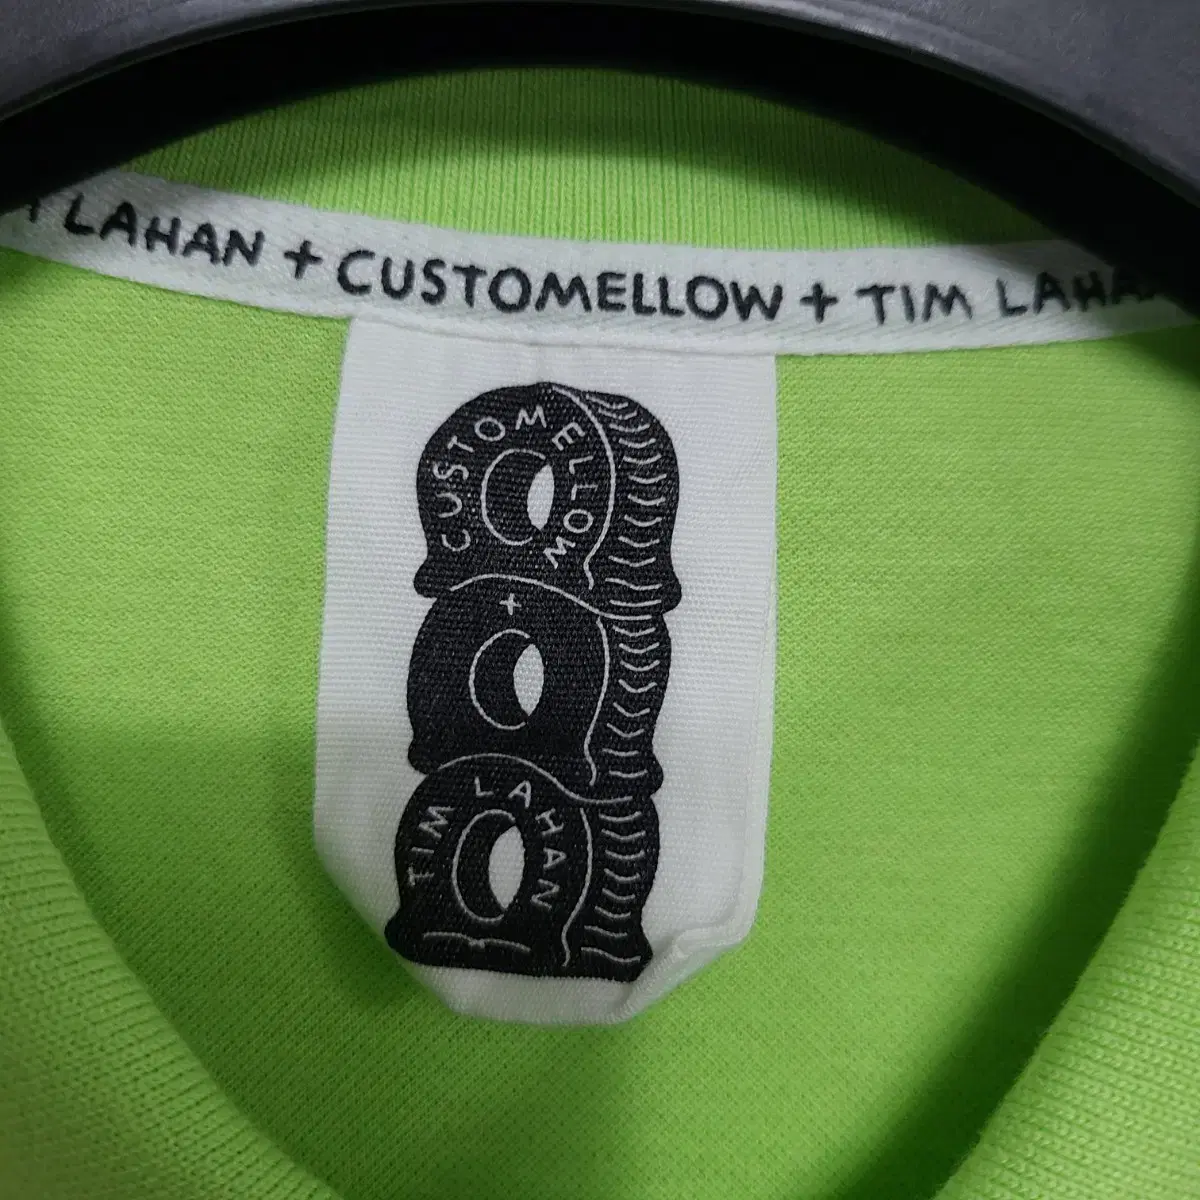 LAHAN + CUSTOMELLOW + TIM LAHA
CUSTOMELLOW
+
TIM LAHAN